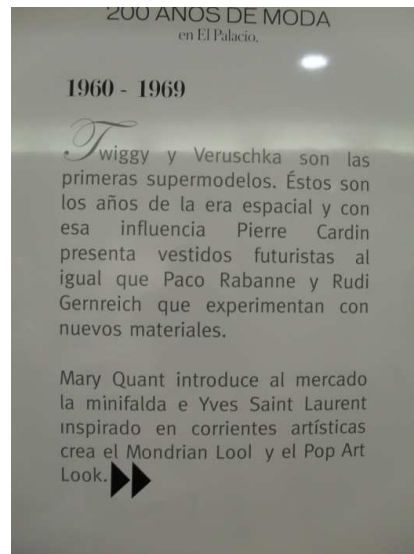 200 AÑOS DE MODA
en El Palacio.
1960 - 1969
Twiggy y Veruschka son las
primeras supermodelos. Éstos son
los años de la era espacial y con
esa influencia Pierre Cardin
presenta vestidos futuristas al
igual que Paco Rabanne y Rudi
Gernreich que experimentan con
nuevos materiales.
Mary Quant introduce al mercado
la minifalda e Yves Saint Laurent
inspirado en corrientes artísticas
crea el Mondrian Lool y el Pop Art
Look.